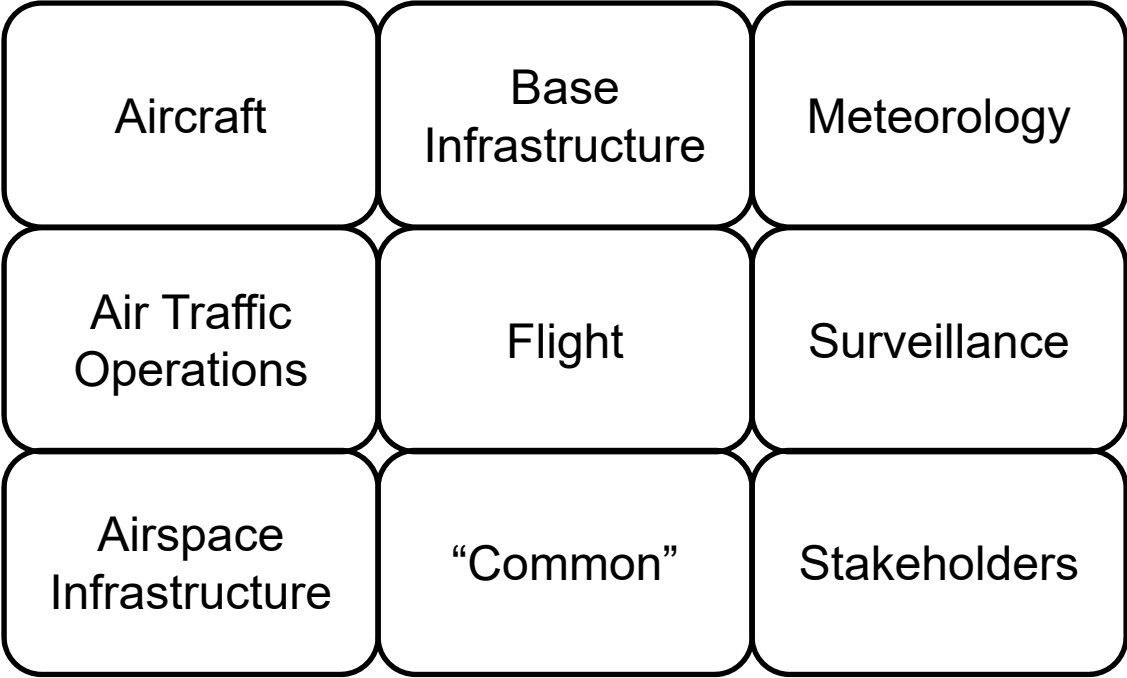 Aircraft
Base
Infrastructure
Meteorology
Air Traffic
Operations
Flight
Surveillance
Airspace
Infrastructure
“Common”
Stakeholders